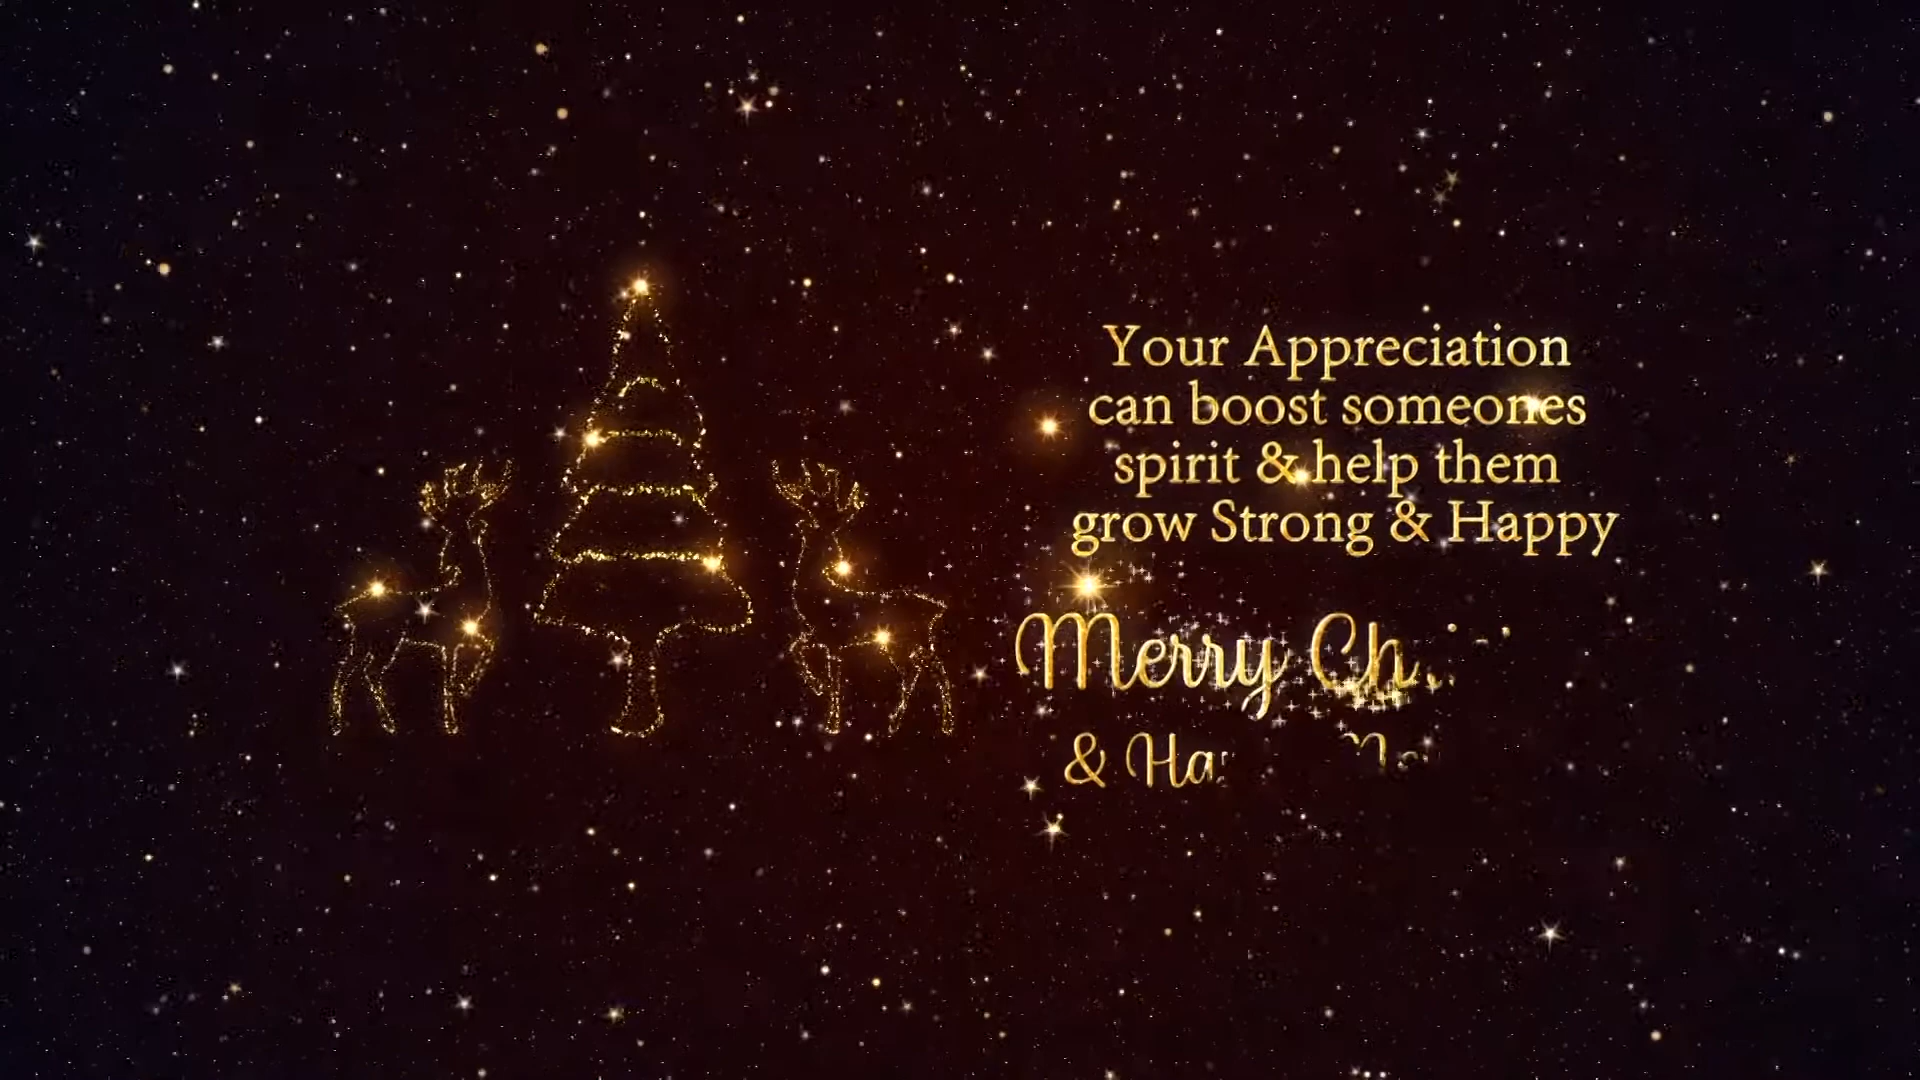 Your Appreciation
can boost someones
spirit & help them
grow Strong & Happy
Merry
&